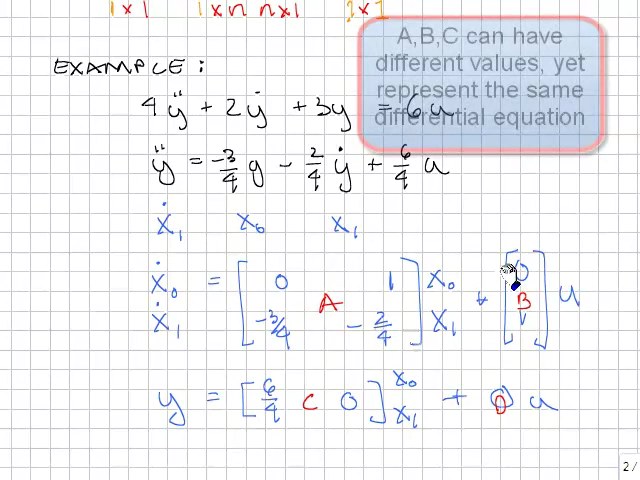 1x1 1xn nx1 1x1
A,B,C can have
different values, yet
represent the same
differential equation
EXAMPLE:
4ÿ + 2ẏ + 3y = 6u
ÿ = -3/4 y - 2/4 ẏ + 6/4 u
ẋ₁ x₀ x₁
ẋ₀ = [ 0 1 ] x₀ + [ 0 ] u
ẋ₁ [ -3/4 A - 2/4 ] x₁ [ B 1 ]
y = [ 6/4 C 0 ] x₀ x₁ + 0 D u
2/